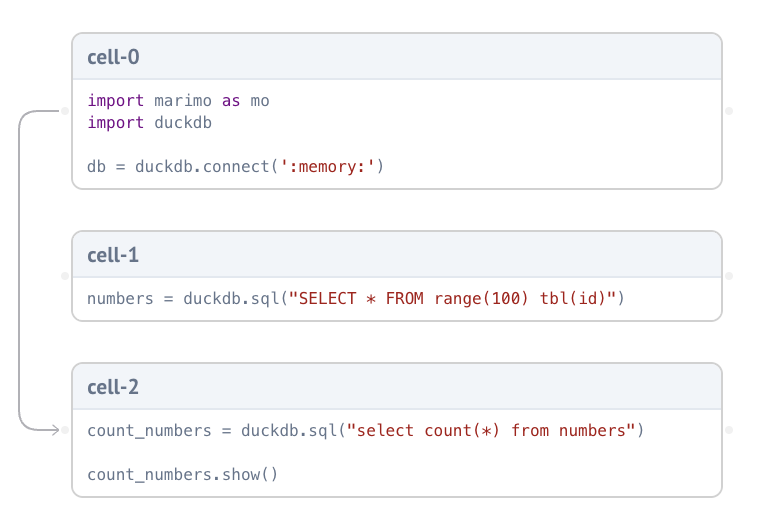 cell-0
import marimo as mo
import duckdb
db = duckdb.connect(':memory:')
cell-1
numbers = duckdb.sql("SELECT * FROM range(100) tbl(id)")
cell-2
count_numbers = duckdb.sql("select count(*) from numbers")
count_numbers.show()